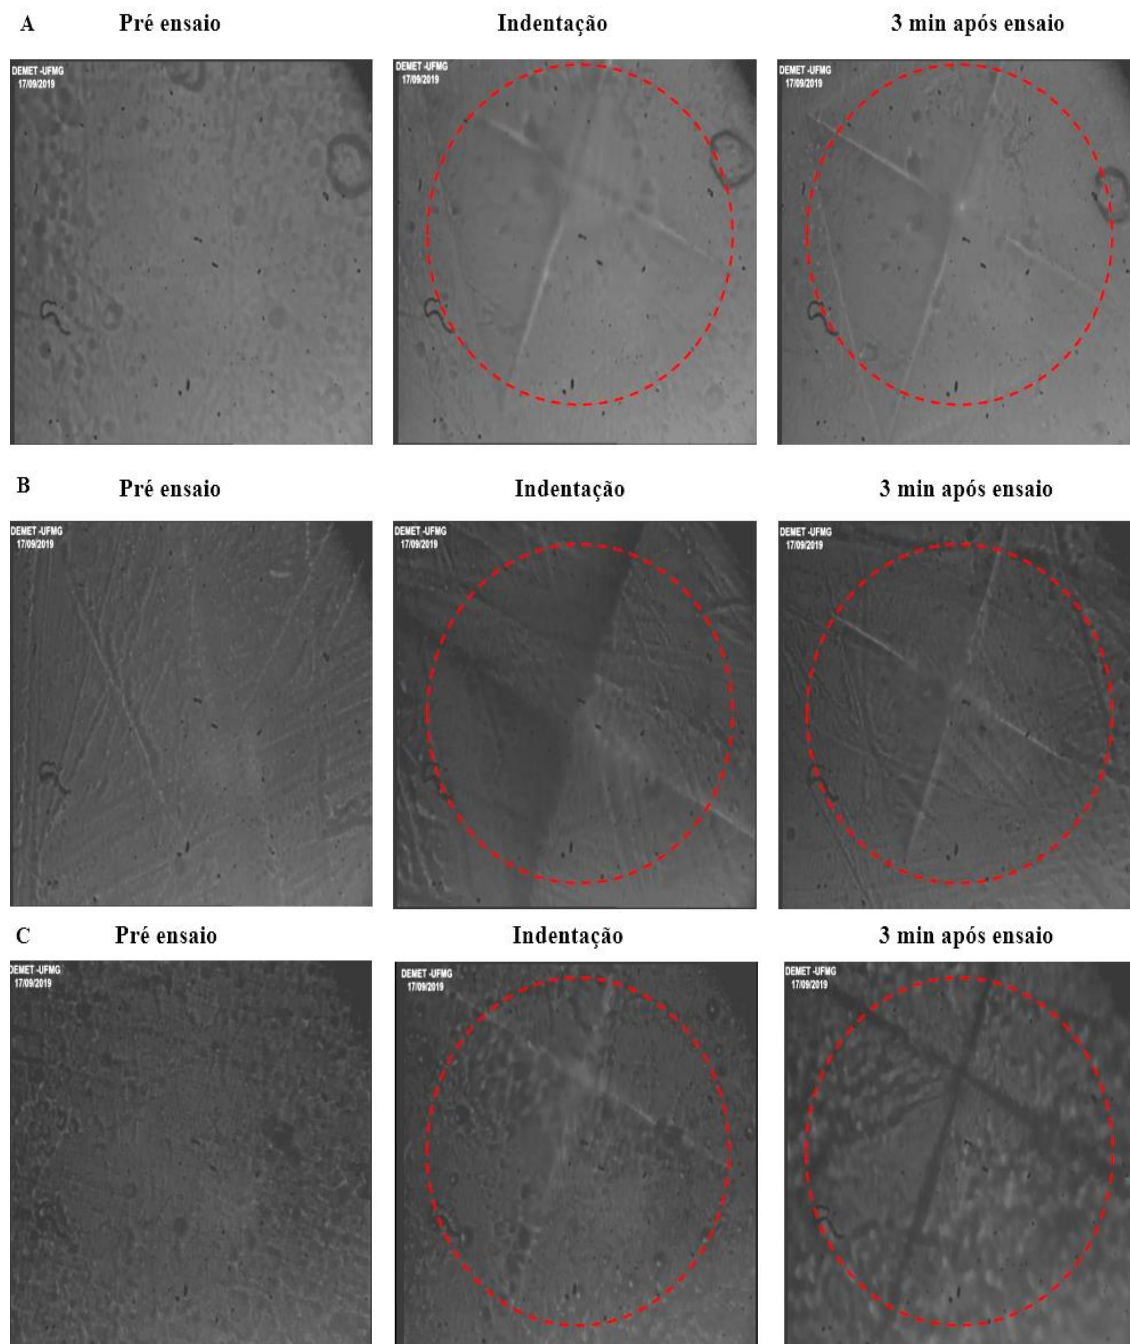 A
Pré ensaio
Indentação
3 min após ensaio
DEMET -UFMG
17/09/2019
DEMET -UFMG
17/09/2019
DEMET -UFMG
17/09/2019
B
Pré ensaio
Indentação
3 min após ensaio
DEMET -UFMG
17/09/2019
DEMET -UFMG
17/09/2019
DEMET -UFMG
17/09/2019
C
Pré ensaio
Indentação
3 min após ensaio
DEMET -UFMG
17/09/2019
DEMET -UFMG
17/09/2019
DEMET -UFMG
17/09/2019